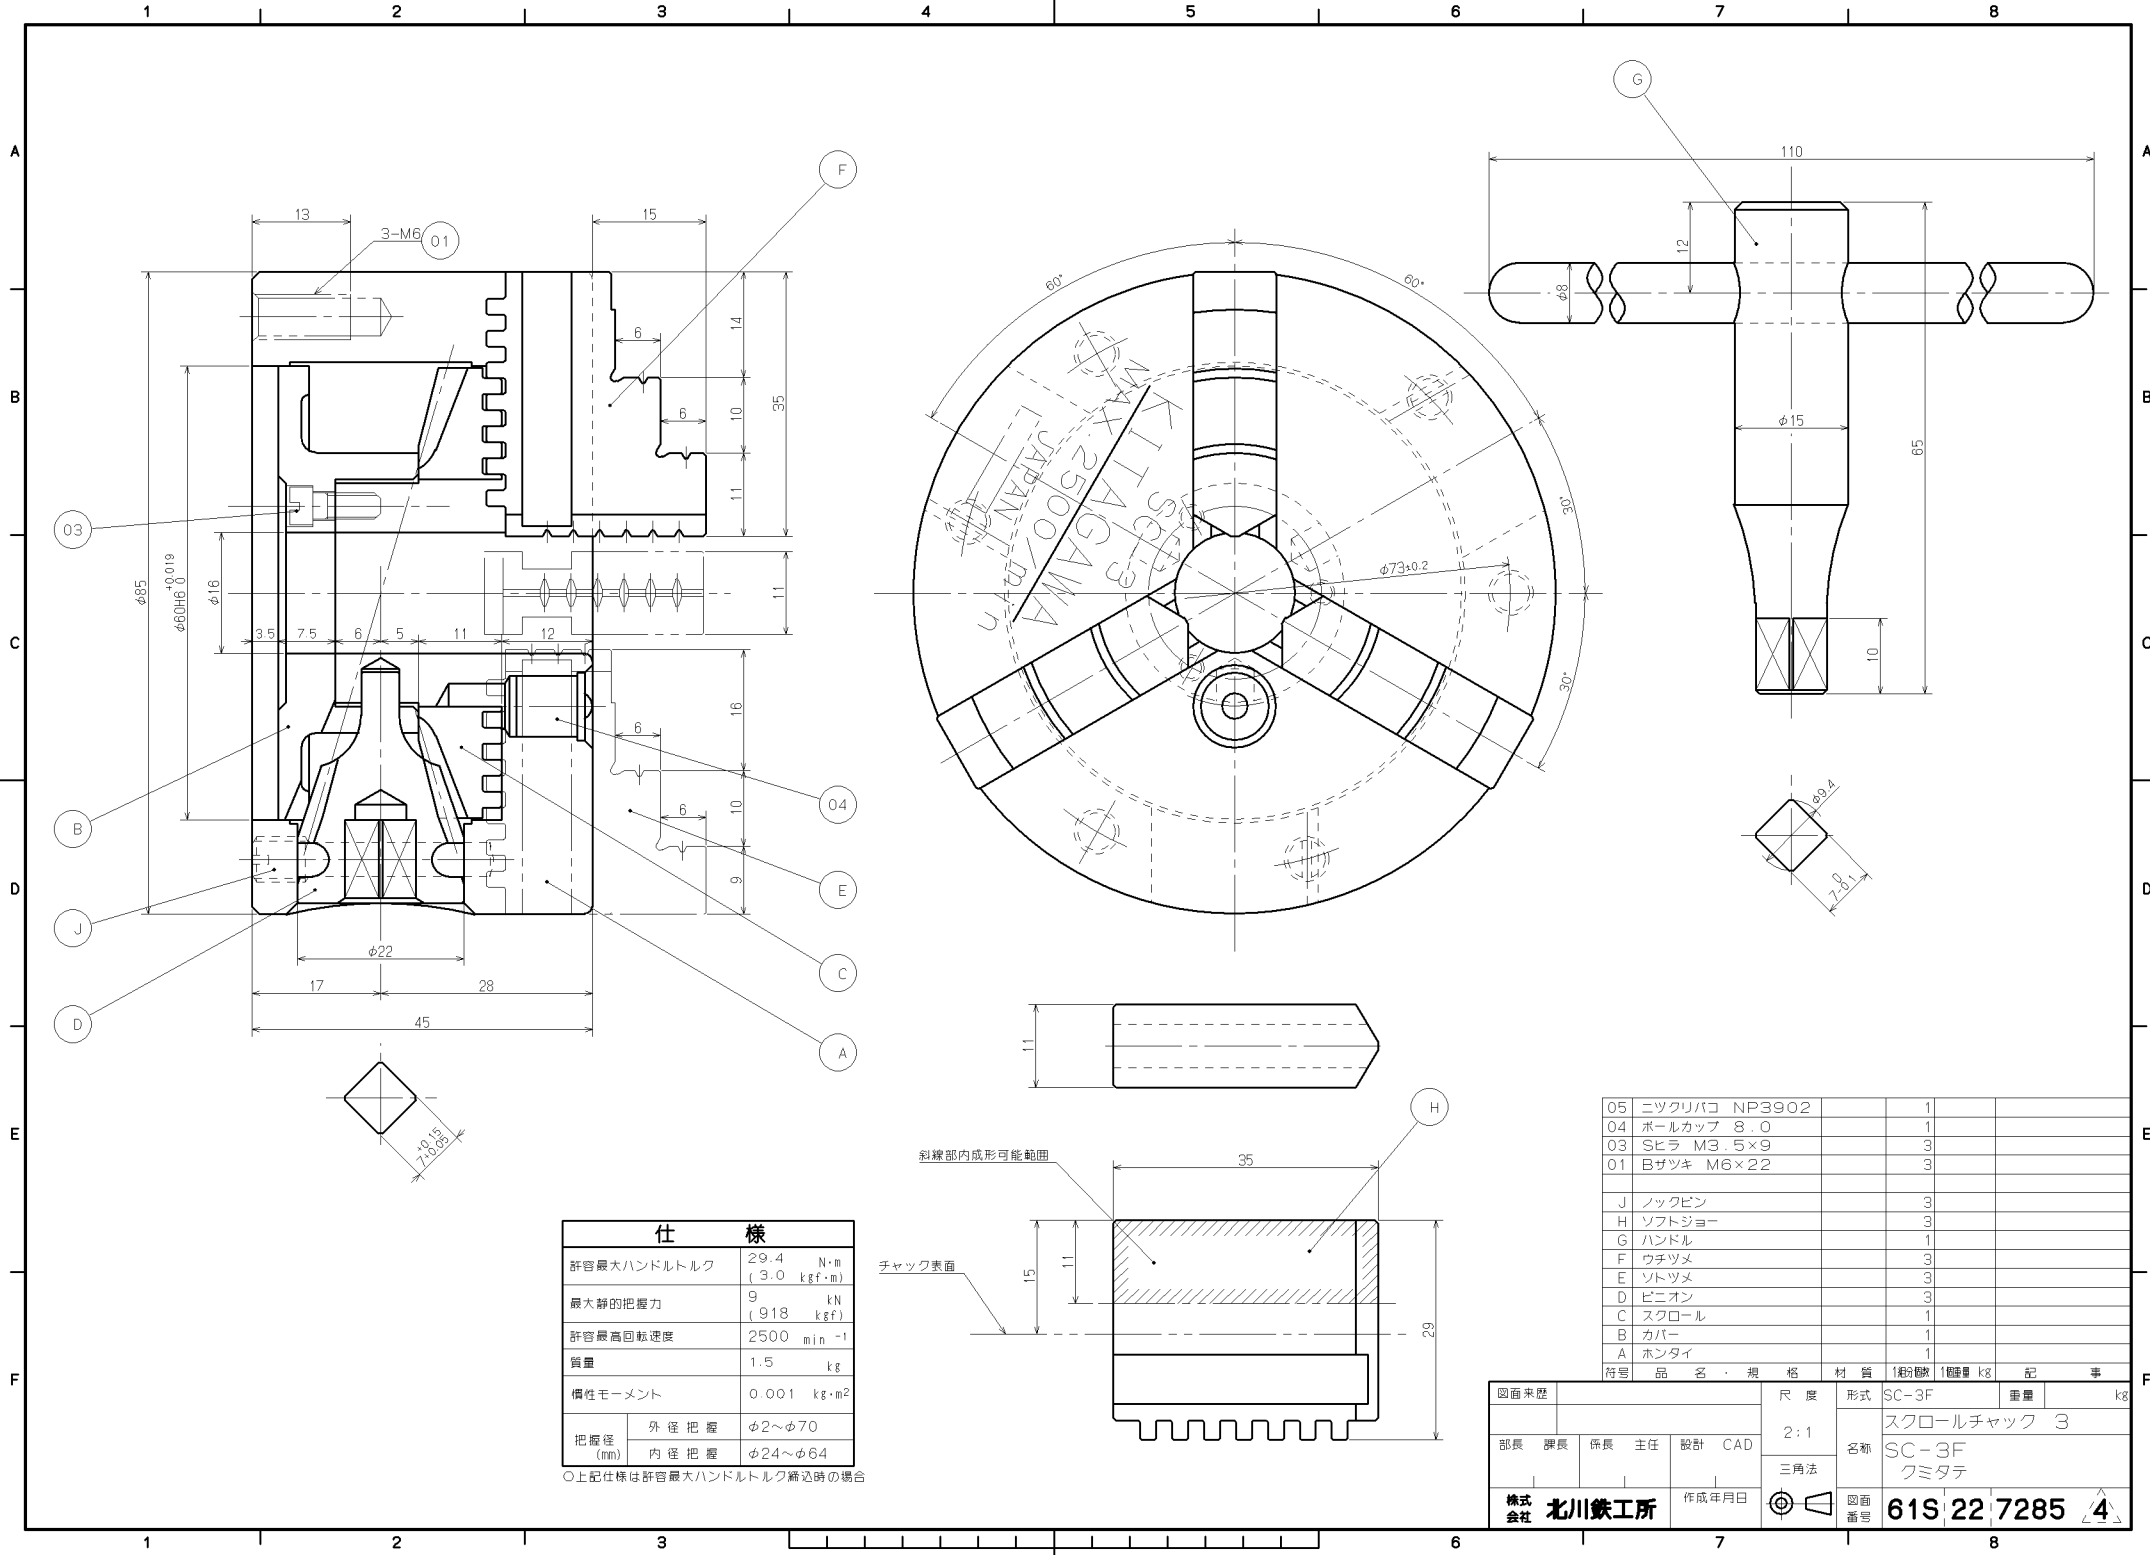 1 2 3 4 5 6 7 8
A
B
C
D
E
F
A
B
C
D
E
F
1 2 3 6 7 8
13
3-M6 01
15
F
14
6
10
6
35
11
03
φ85
φ60H6 +0.019 0
φ16
3.5 7.5 6 5 11 12
11
16
6
10
6
9
B
J
D
04
E
C
A
φ22
17 28
45
7 +0.15 +0.05
60° 60°
30°
30°
φ73±0.2
KITAGAWA
SC-3
MAX.2500/min
JAPAN
G
110
12
φ8
φ15
65
10
φ9.4
7 0 -0.1
11
H
斜線部内成形可能範囲
35
チャック表面
15
11
29
仕 様
許容最大ハンドルトルク 29.4 N·m
(3.0 kgf·m)
最大静的把握力 9 kN
(918 kgf)
許容最高回転速度 2500 min -1
質量 1.5 kg
慣性モーメント 0.001 kg·m2
把握径 (mm) 外径把握 φ2〜φ70
内径把握 φ24〜φ64
○上記仕様は許容最大ハンドルトルク締込時の場合
05 ニツクリバコ NP3902 1
04 ボールカップ 8.0 1
03 Sヒラ M3.5×9 3
01 Bザツキ M6×22 3
J ノックピン 3
H ソフトジョー 3
G ハンドル 1
F ウチツメ 3
E ソトツメ 3
D ピニオン 3
C スクロール 1
B カバー 1
A ホンタイ 1
符号 品名・規格 材質 1組分個数 1個重量 kg 記事
図面来歴 尺度 形式 SC-3F 重量 kg
2:1 名称 スクロールチャック 3
部長 課長 係長 主任 設計 CAD SC-3F
三角法 クミタテ
株式会社 北川鉄工所 作成年月日 図面番号 61S 22 7285 4